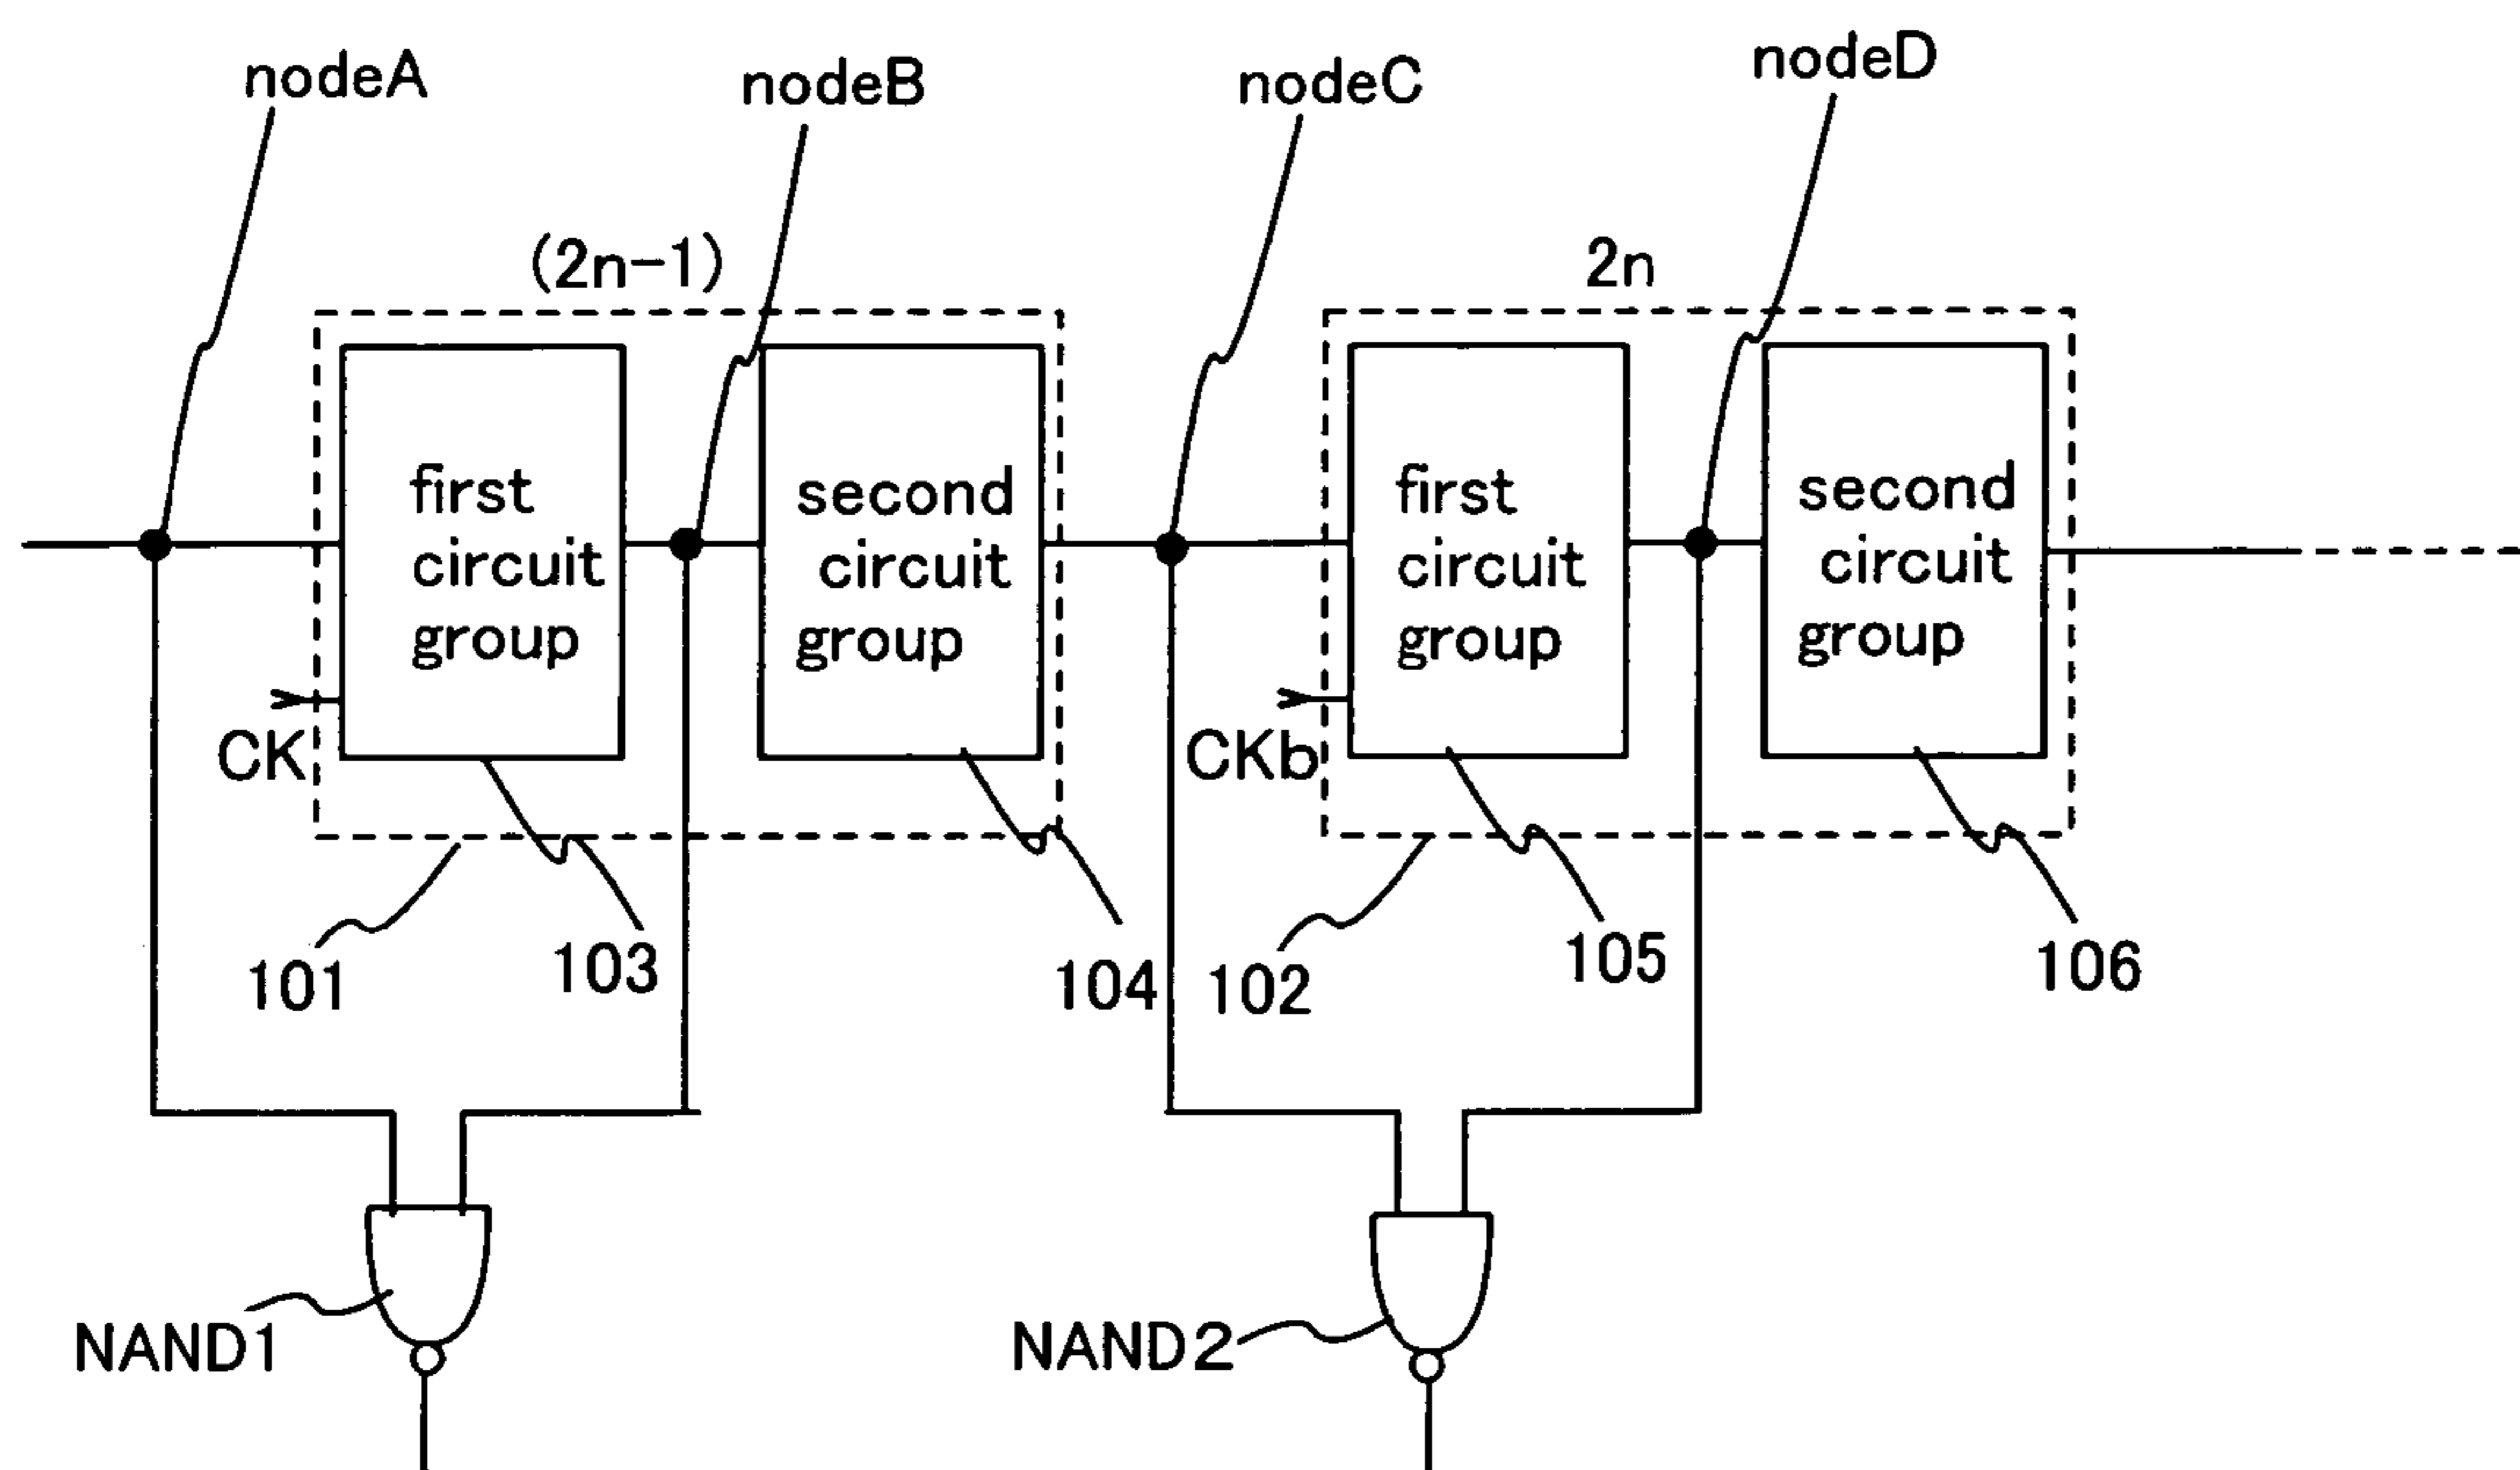 nodeA
nodeB
nodeC
nodeD
(2n-1)
2n
first
circuit
group
second
circuit
group
first
circuit
group
second
circuit
group
CK
CKb
101
103
104
102
105
106
NAND1
NAND2